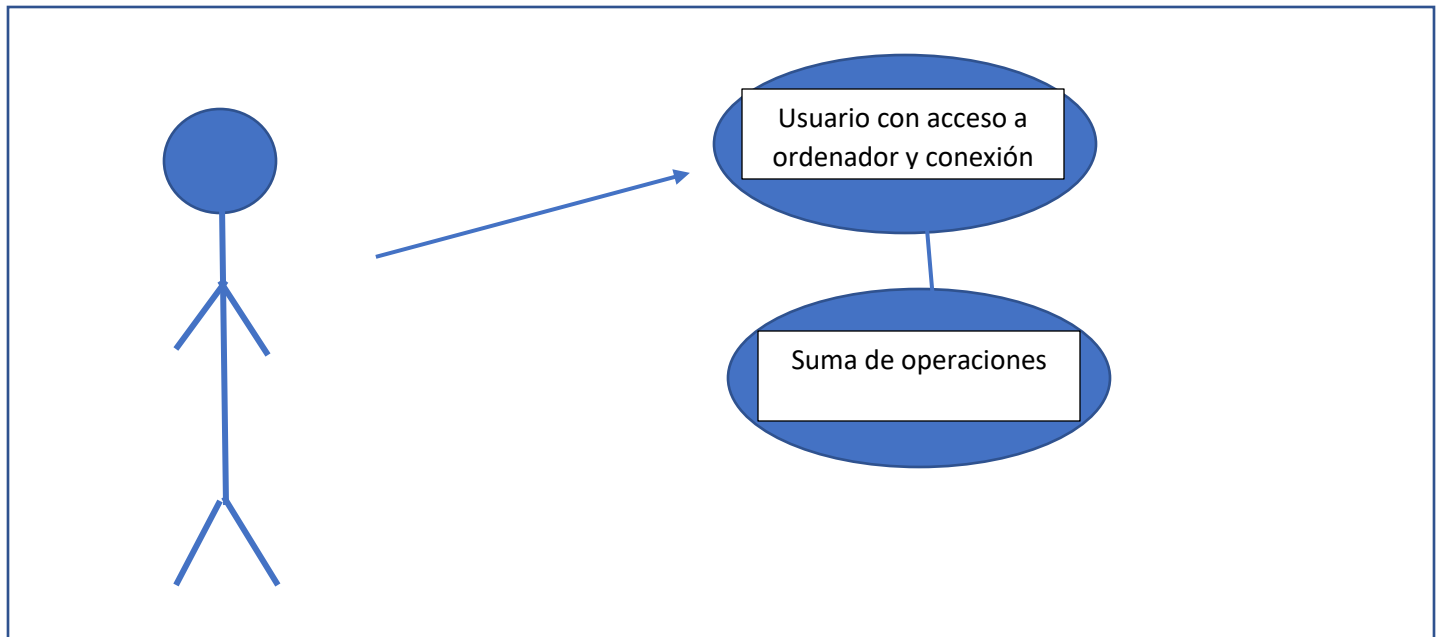 Usuario con acceso a
ordenador y conexión
Suma de operaciones